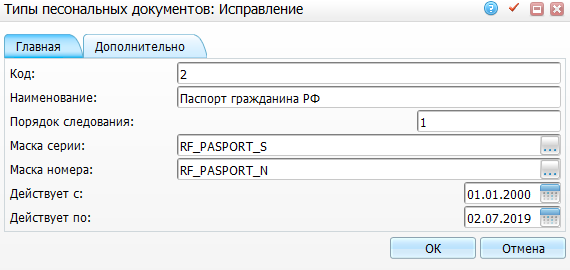 Типы песональных документов: Исправление
Главная Дополнительно
Код: 2
Наименование: Паспорт гражданина РФ
Порядок следования: 1
Маска серии: RF_PASPORT_S ...
Маска номера: RF_PASPORT_N ...
Действует с: 01.01.2000
Действует по: 02.07.2019
ОК Отмена